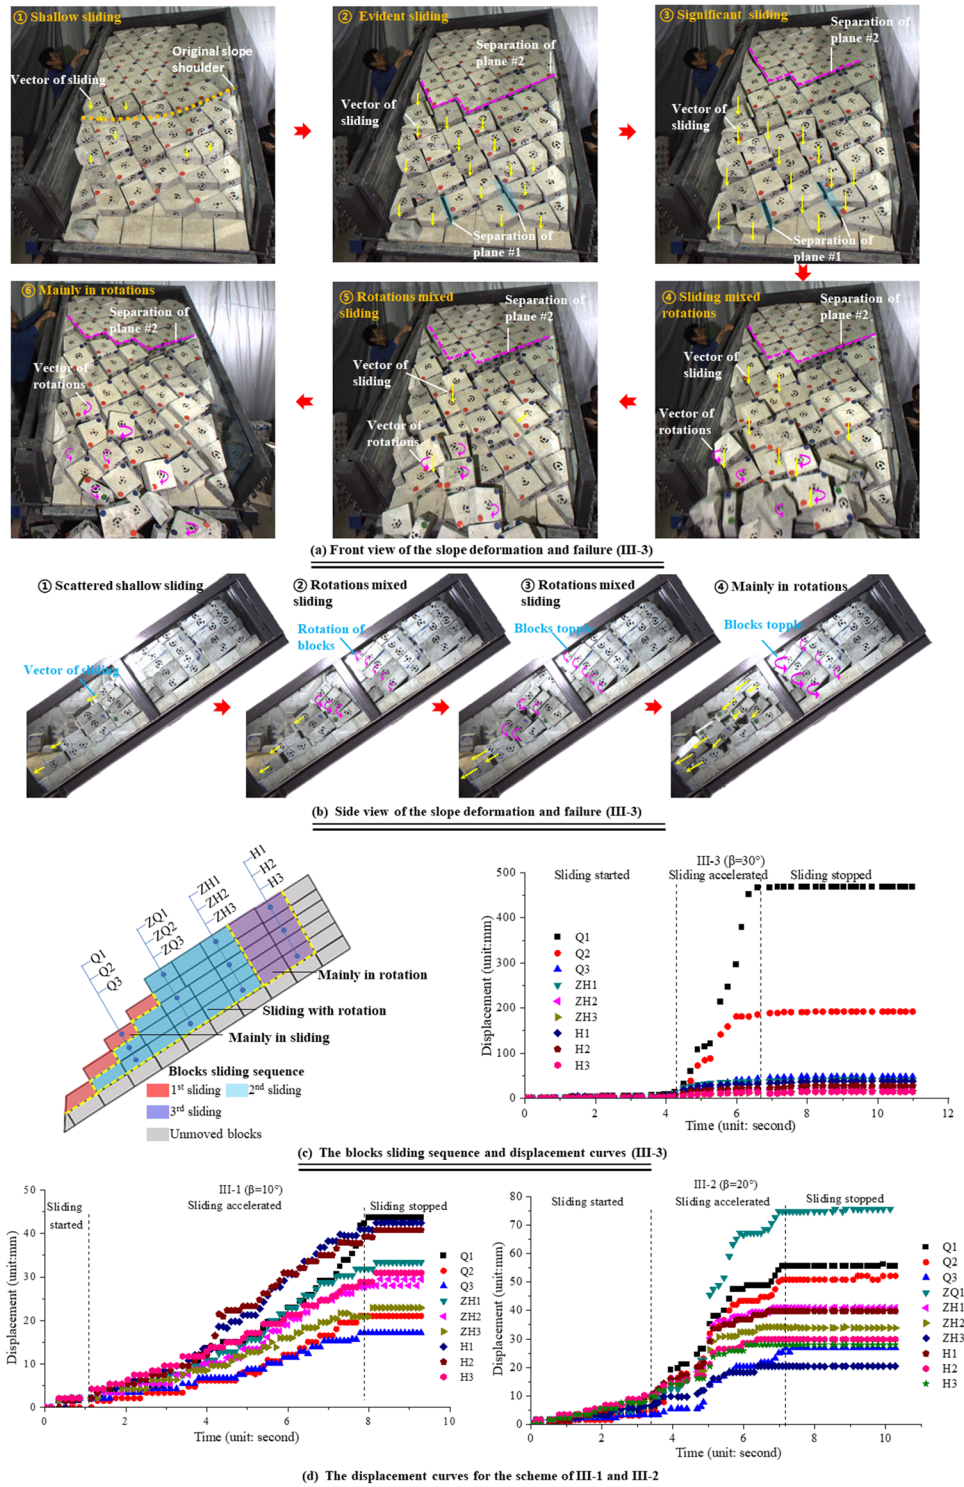 ① Shallow sliding
Original slope
shoulder
Vector of sliding
② Evident sliding
Separation of
plane #2
Vector of
sliding
Separation of
plane #1
③ Significant sliding
Separation of
plane #2
Vector of
sliding
Separation of
plane #1
⑥ Mainly in rotations
Separation of
plane #2
Vector of
rotations
⑤ Rotations mixed
sliding
Separation of
plane #2
Vector of
sliding
Vector of
rotations
④ Sliding mixed
rotations
Separation of
plane #2
Vector of
sliding
Vector of
rotations
(a) Front view of the slope deformation and failure (III-3)
① Scattered shallow sliding
Vector of sliding
② Rotations mixed
sliding
Rotation of
blocks
③ Rotations mixed
sliding
Blocks topple
④ Mainly in rotations
Blocks topple
(b) Side view of the slope deformation and failure (III-3)
H1
H2
H3
ZH1
ZH2
ZH3
ZQ1
ZQ2
ZQ3
Q1
Q2
Q3
Mainly in rotation
Sliding with rotation
Mainly in sliding
Blocks sliding sequence
1st sliding
2nd sliding
3rd sliding
Unmoved blocks
III-3 (β=30°)
Sliding started
Sliding accelerated
Sliding stopped
500
400
300
200
100
0
Displacement (unit:mm)
Q1
Q2
Q3
ZH1
ZH2
ZH3
H1
H2
H3
0 2 4 6 8 10 12
Time (unit: second)
(c) The blocks sliding sequence and displacement curves (III-3)
III-1 (β=10°)
Sliding
started
Sliding accelerated
Sliding stopped
50
40
30
20
10
0
Displacement (unit:mm)
Q1
Q2
Q3
ZH1
ZH2
ZH3
H1
H2
H3
0 2 4 6 8 10
Time (unit: second)
III-2 (β=20°)
Sliding started
Sliding accelerated
Sliding stopped
80
70
60
50
40
30
20
10
0
Displacement (unit:mm)
Q1
Q2
Q3
ZQ1
ZH1
ZH2
ZH3
H1
H2
H3
0 2 4 6 8 10
Time (unit: second)
(d) The displacement curves for the scheme of III-1 and III-2